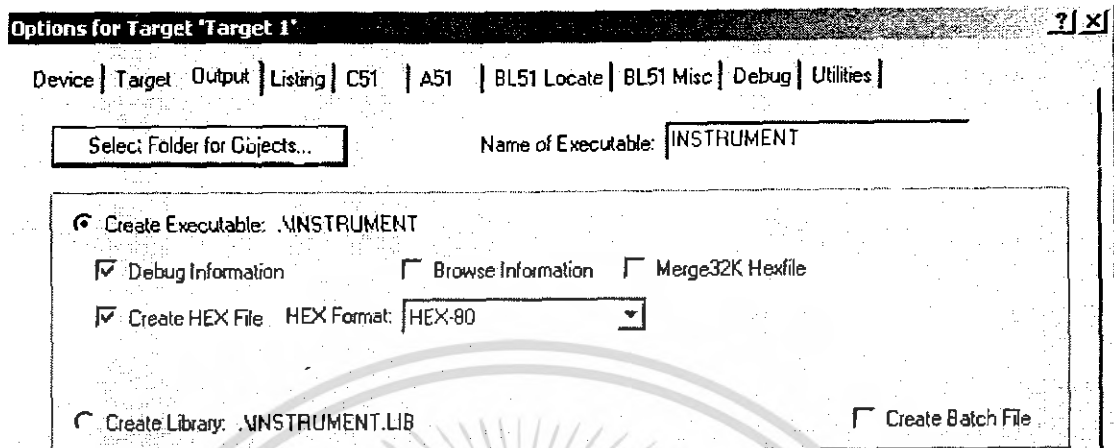 Options for Target 'Target 1'
Device Target Output Listing C51 A51 BL51 Locate BL51 Misc Debug Utilities
Select Folder for Objects... Name of Executable: INSTRUMENT
Create Executable: .\INSTRUMENT
Debug Information Browse Information Merge32K Hexfile
Create HEX File HEX Format: HEX-80
Create Library: .\INSTRUMENT.LIB Create Batch File